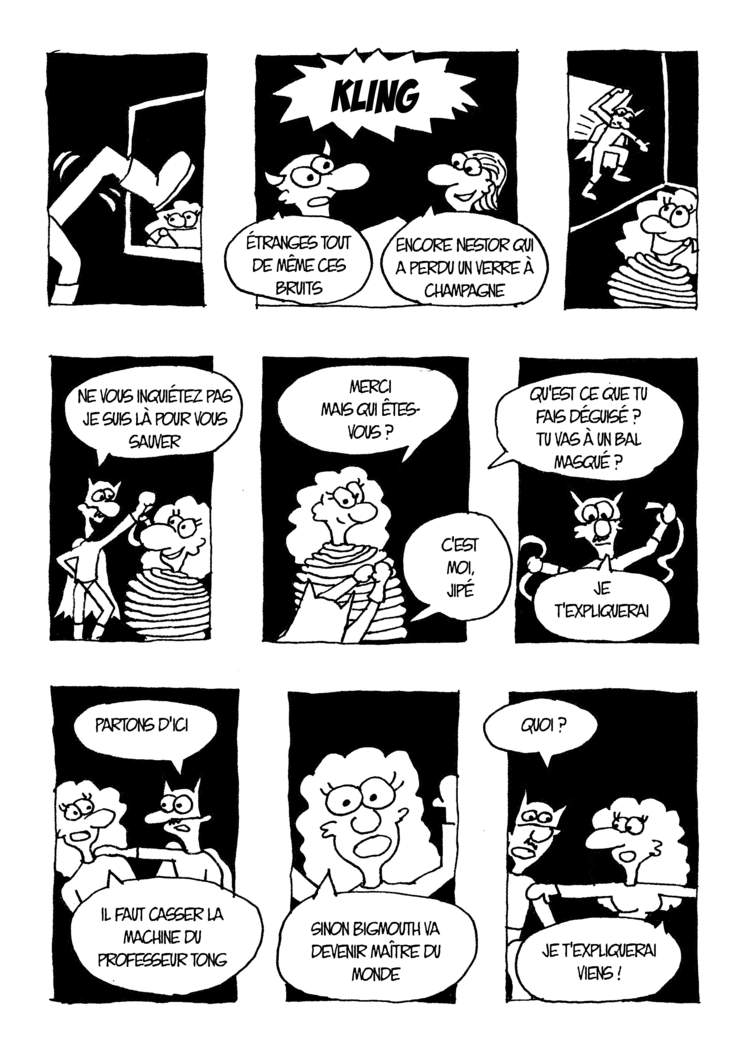 KLING
ÉTRANGES TOUT
DE MÊME CES
BRUITS
ENCORE NESTOR QUI
A PERDU UN VERRE À
CHAMPAGNE
NE VOUS INQUIÉTEZ PAS
JE SUIS LÀ POUR VOUS
SAUVER
MERCI
MAIS QUI ÊTES-
VOUS ?
C'EST
MOI,
JIPÉ
QU'EST CE QUE TU
FAIS DÉGUISÉ ?
TU VAS À UN BAL
MASQUÉ ?
JE
T'EXPLIQUERAI
PARTONS D'ICI
IL FAUT CASSER LA
MACHINE DU
PROFESSEUR TONG
SINON BIGMOUTH VA
DEVENIR MAÎTRE DU
MONDE
QUOI ?
JE T'EXPLIQUERAI
VIENS !